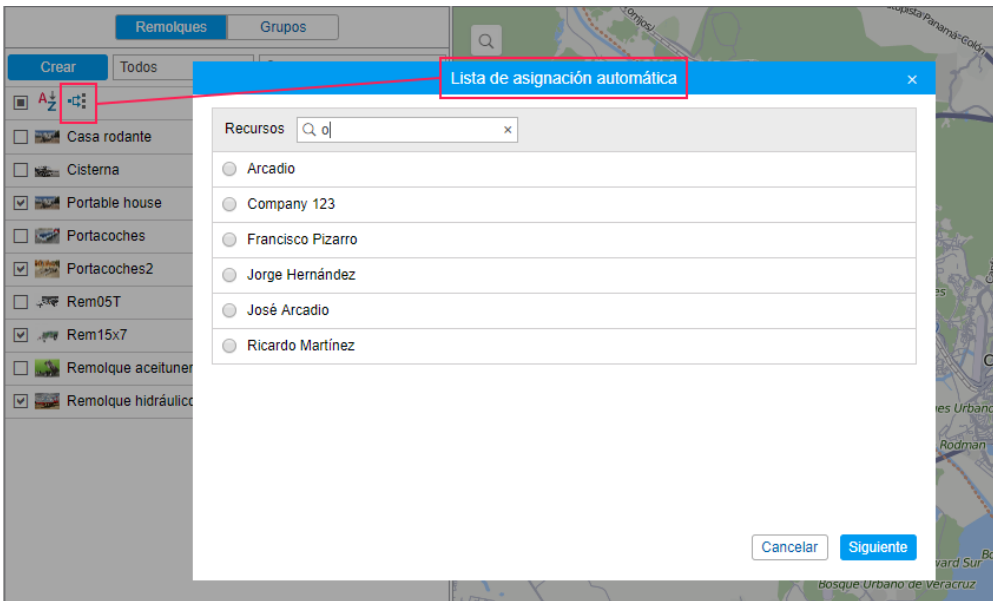 Remolques
Grupos
Crear
Todos
Lista de asignación automática
×
Recursos
o
×
Casa rodante
Cisterna
Portable house
Portacoches
Portacoches2
Rem05T
Rem15x7
Remolque aceituner
Remolque hidráulico
Arcadio
Company 123
Francisco Pizarro
Jorge Hernández
José Arcadio
Ricardo Martínez
Cancelar
Siguiente
Rodman
Bosque Urbano de Veracruz